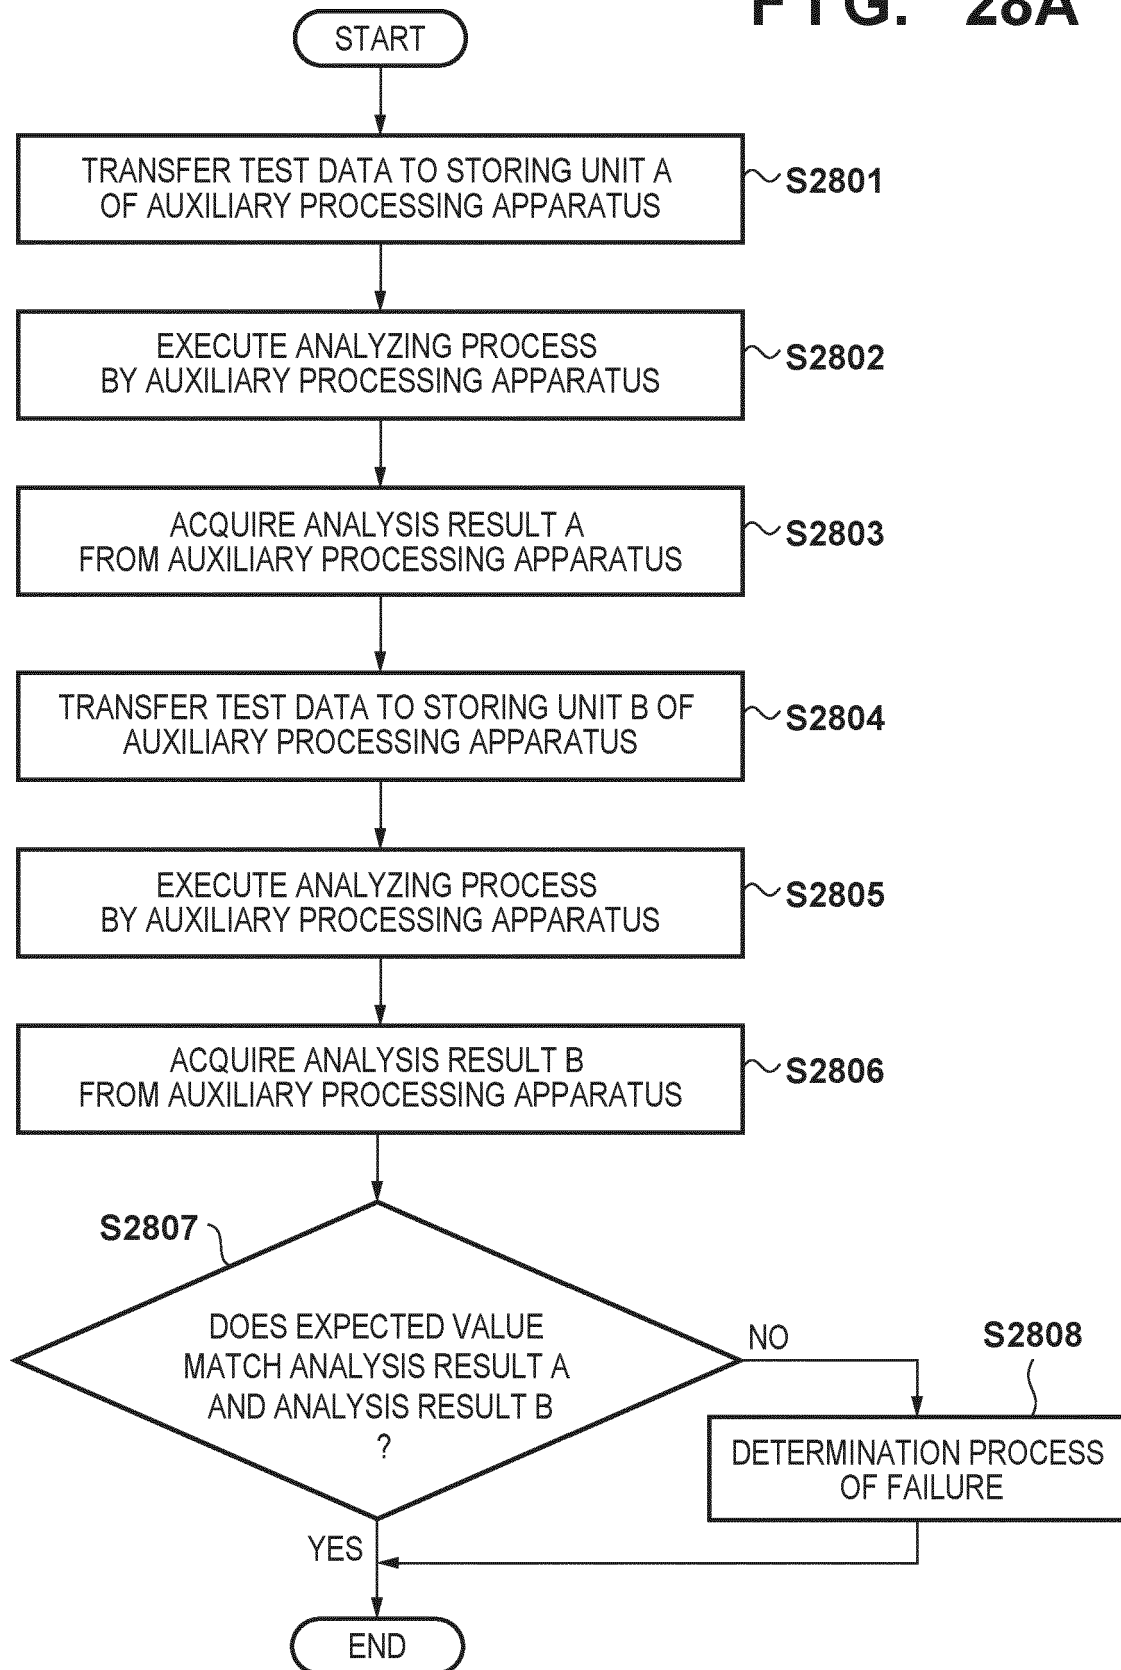 FIG. 28A
START
TRANSFER TEST DATA TO STORING UNIT A
OF AUXILIARY PROCESSING APPARATUS
S2801
EXECUTE ANALYZING PROCESS
BY AUXILIARY PROCESSING APPARATUS
S2802
ACQUIRE ANALYSIS RESULT A
FROM AUXILIARY PROCESSING APPARATUS
S2803
TRANSFER TEST DATA TO STORING UNIT B OF
AUXILIARY PROCESSING APPARATUS
S2804
EXECUTE ANALYZING PROCESS
BY AUXILIARY PROCESSING APPARATUS
S2805
ACQUIRE ANALYSIS RESULT B
FROM AUXILIARY PROCESSING APPARATUS
S2806
S2807
DOES EXPECTED VALUE
MATCH ANALYSIS RESULT A
AND ANALYSIS RESULT B
?
NO
S2808
DETERMINATION PROCESS
OF FAILURE
YES
END